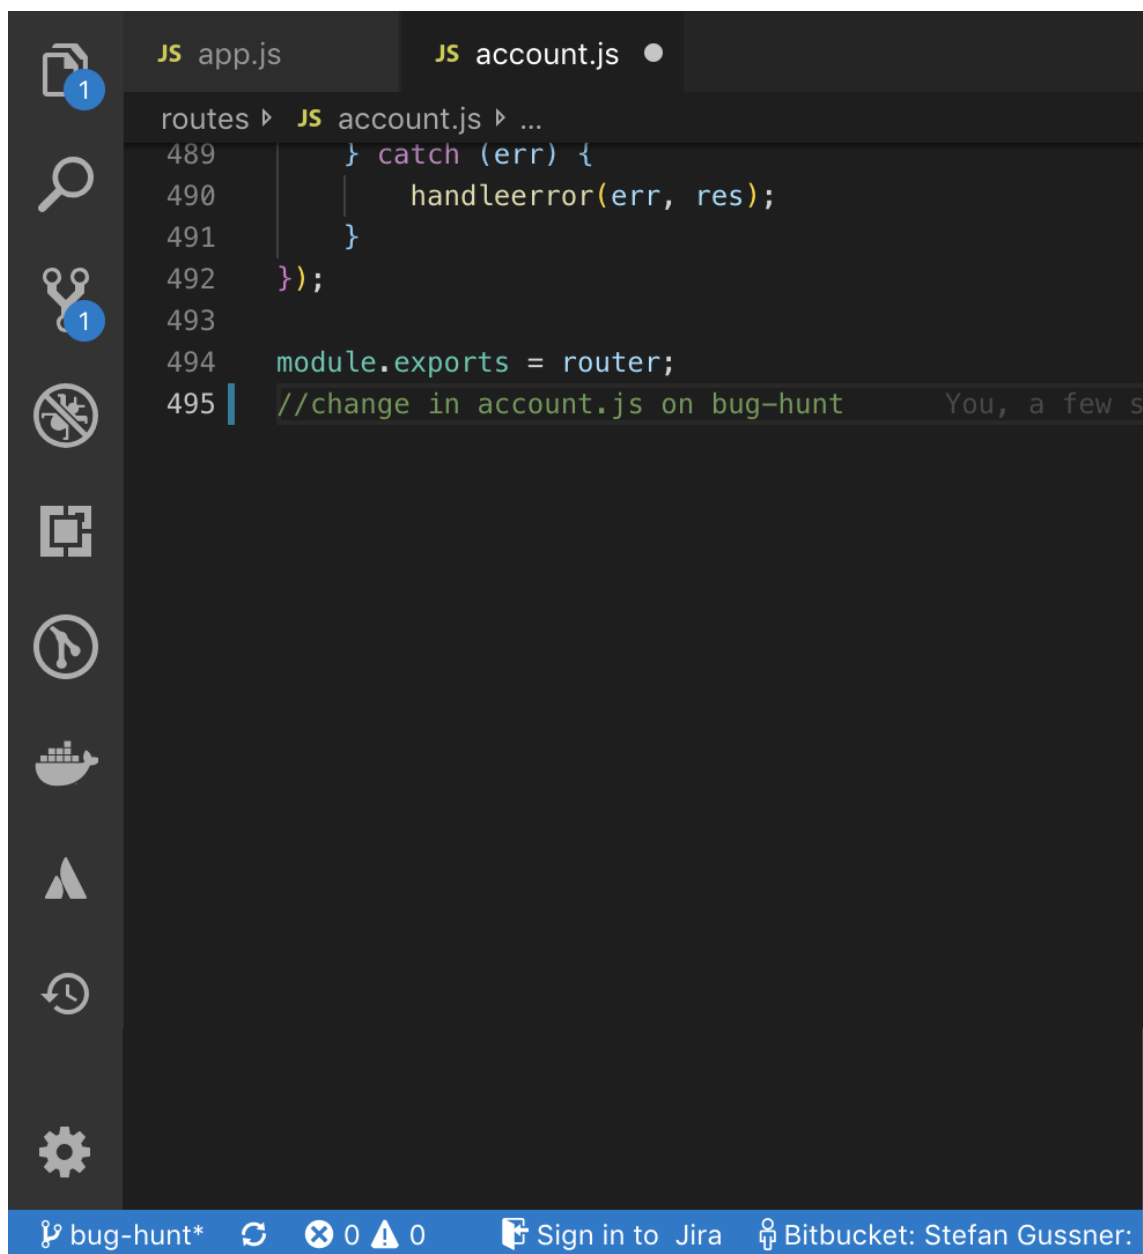 1
JS app.js
JS account.js
routes JS account.js ...
489 } catch (err) {
490 handleerror(err, res);
491 }
492 });
493
494 module.exports = router;
1
495 //change in account.js on bug-hunt You, a few s
bug-hunt* 0 0 Sign in to Jira Bitbucket: Stefan Gussner: